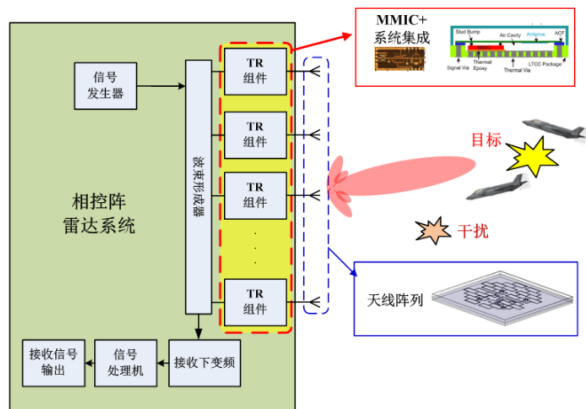 MMIC+
系统集成
Stud Bump
Air Cavity
Antenna
ACF
Signal Via
Thermal
Epoxy
Thermal Via
LTCC Package
信号
发生器
TR
组件
TR
组件
TR
组件
.
.
.
TR
组件
波束形成器
相控阵
雷达系统
目标
干扰
天线阵列
接收信号
输出
信号
处理机
接收下变频